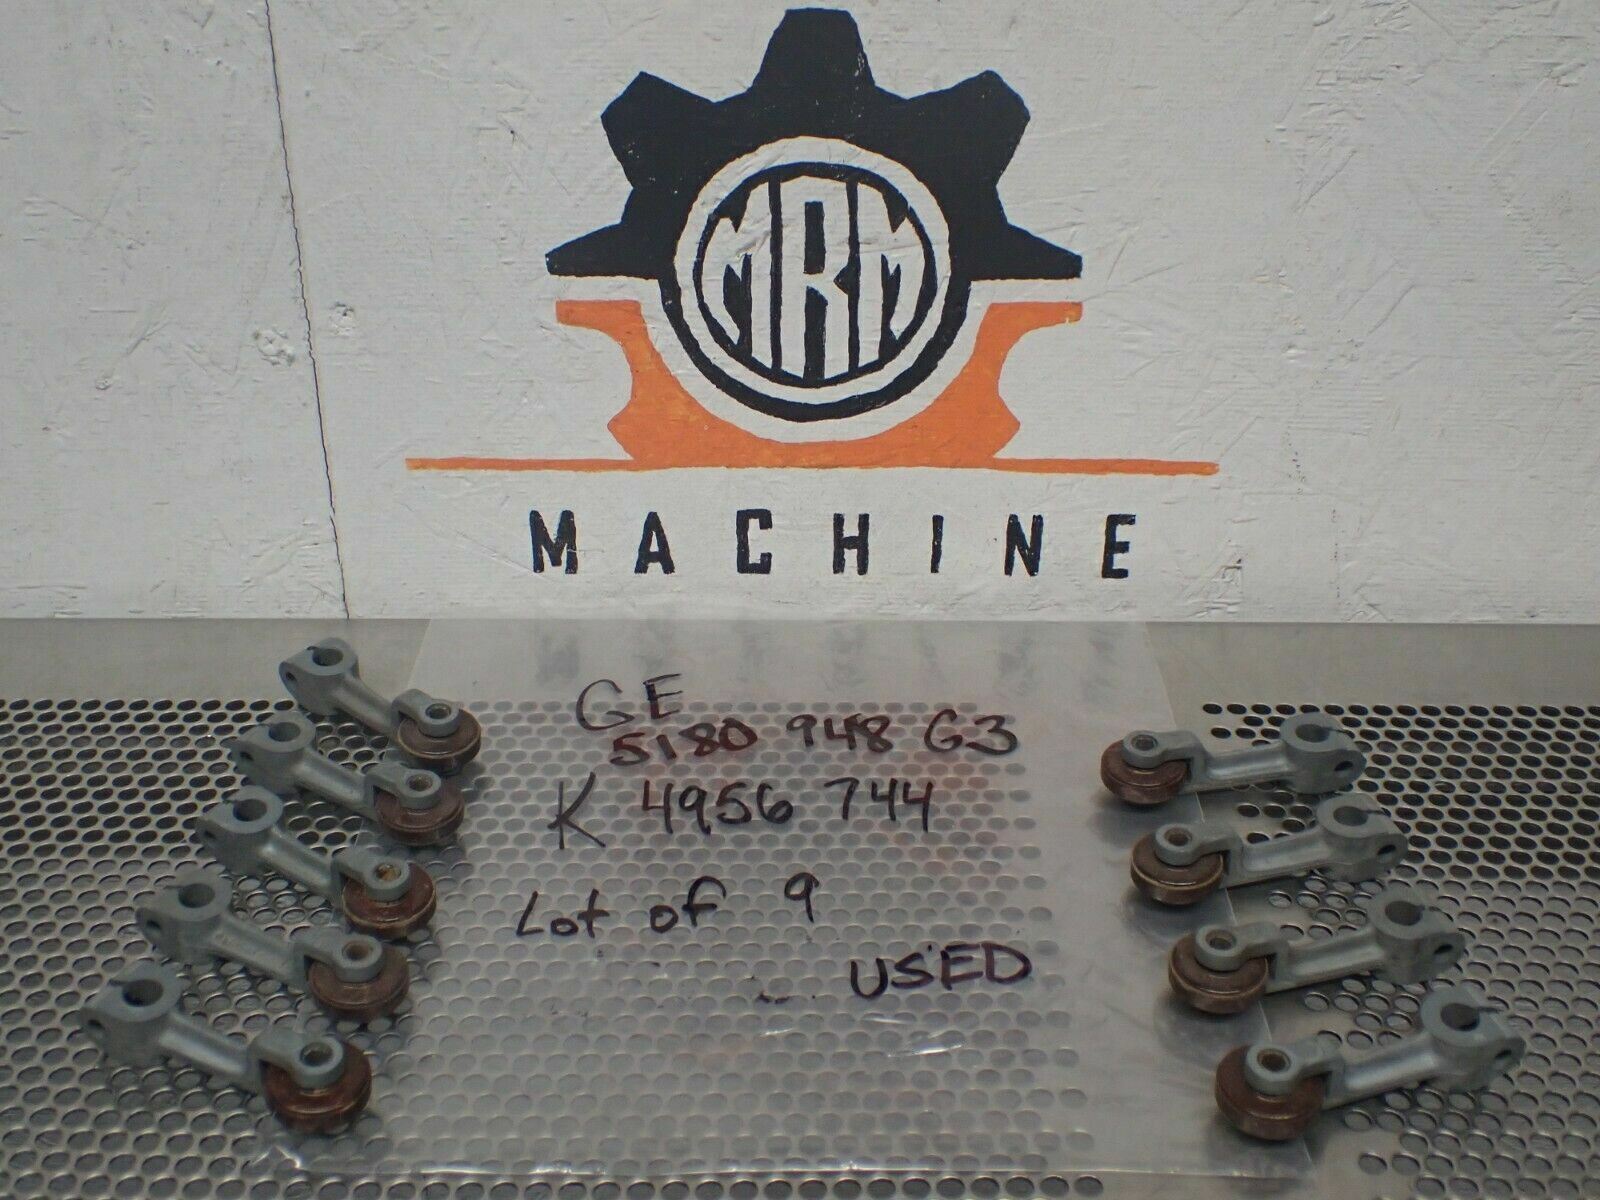 MRM
MACHINE
GE
5180 948 G3
K 4956 744
Lot of 9
USED